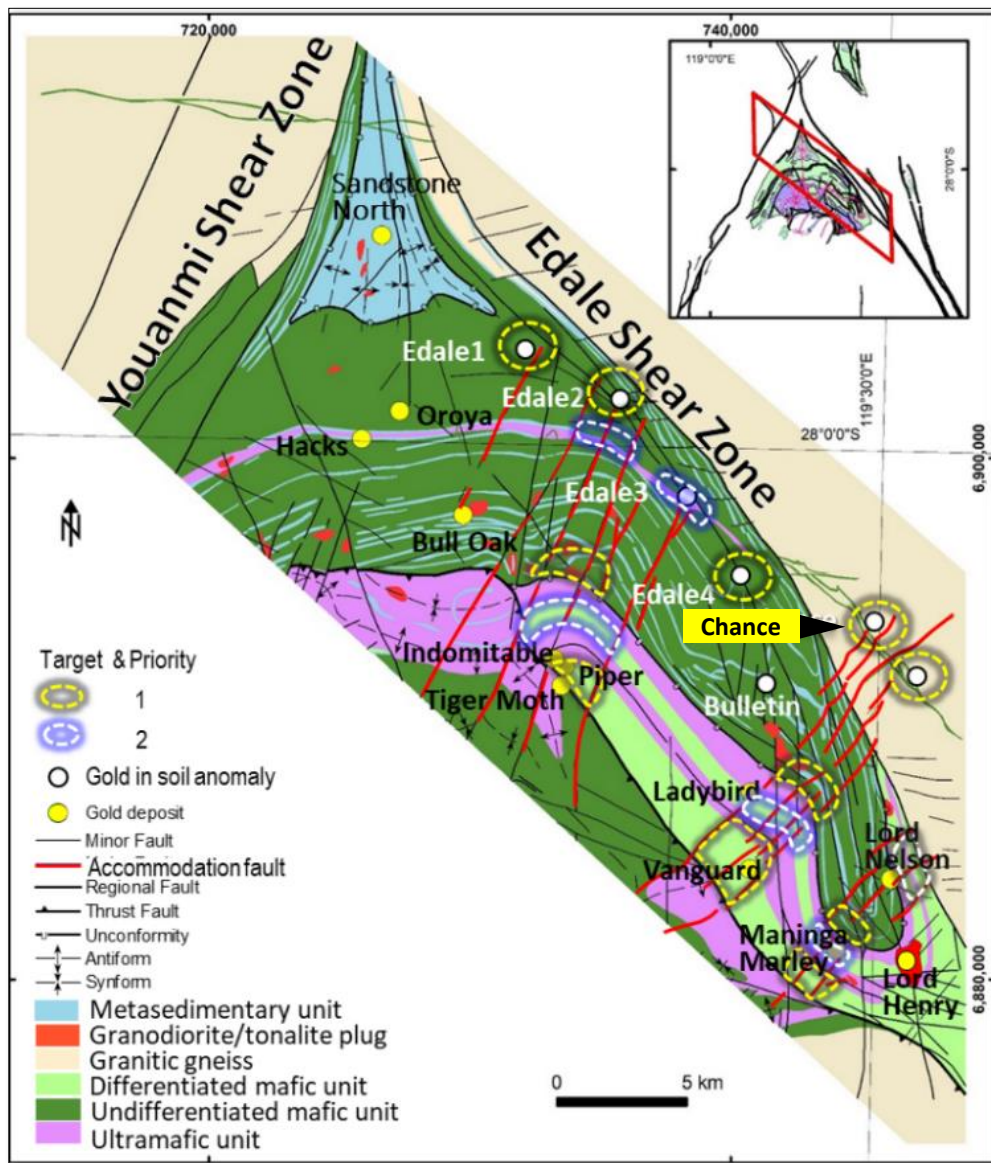 720,000
740,000
119°0'0"E
28°0'0"S
Youanmi Shear Zone
Sandstone
North
Edale Shear Zone
Edale1
Edale2
119°30'0"E
28°0'0"S
6,900,000
Oroya
Hacks
Edale3
N
Bull Oak
Edale4
Chance
Indomitable
Piper
Tiger Moth
Bulletin
Ladybird
Lord
Nelson
Vanguard
Maninga
Marley
Lord
Henry
6,880,000
Target & Priority
1
2
Gold in soil anomaly
Gold deposit
Minor Fault
Accommodation fault
Regional Fault
Thrust Fault
Unconformity
Antiform
Synform
Metasedimentary unit
Granodiorite/tonalite plug
Granitic gneiss
Differentiated mafic unit
Undifferentiated mafic unit
Ultramafic unit
0 5 km